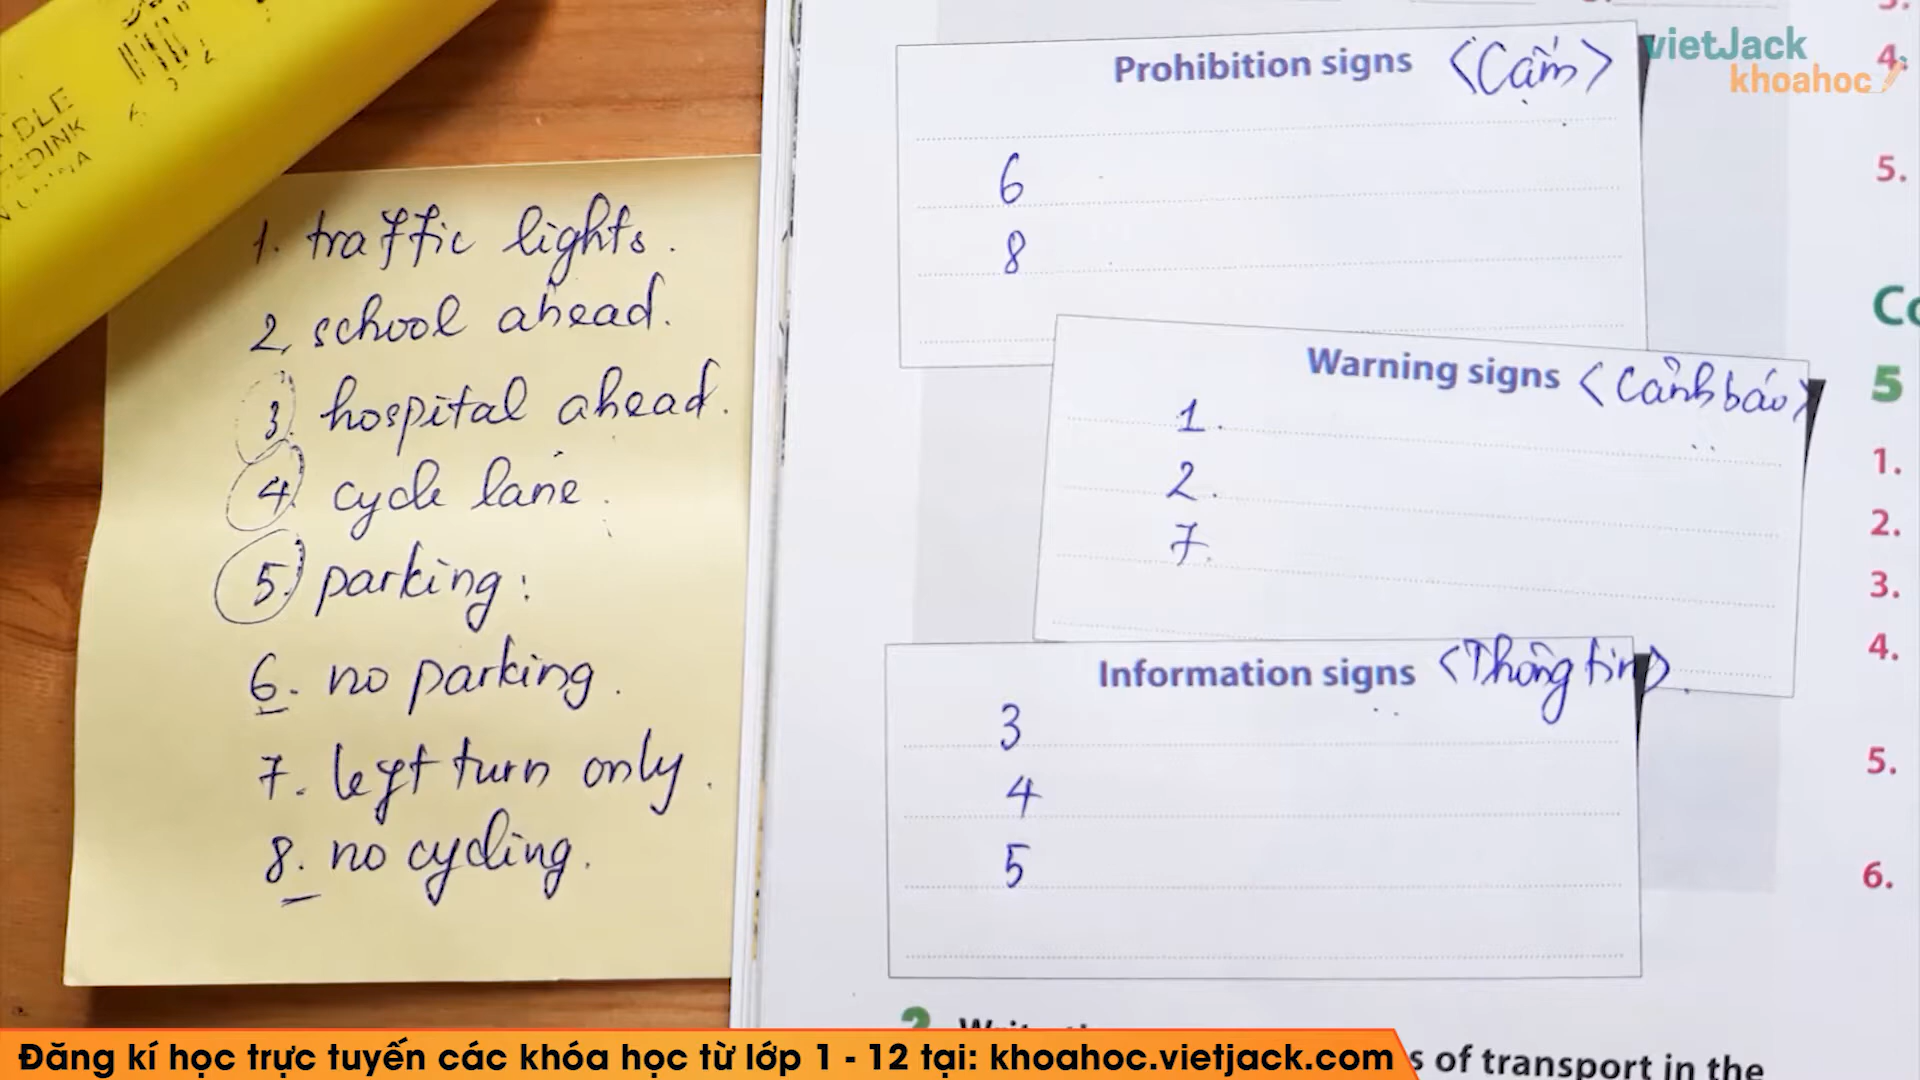 vietJack
khoahoc
BLE
1. traffic lights.
2. school ahead.
3. hospital ahead.
4. cycle lane.
5. parking:
6. no parking.
7. left turn only.
8. no cycling.
Prohibition signs <Cấm>
6
8
Warning signs <Cảnh báo>
1.
2.
7.
Information signs <Thông tin>.
3
4
5
4.
5.
5
1.
2.
3.
4.
5.
6.
s of transport in the
Đăng kí học trực tuyến các khóa học từ lớp 1 - 12 tại: khoahoc.vietjack.com